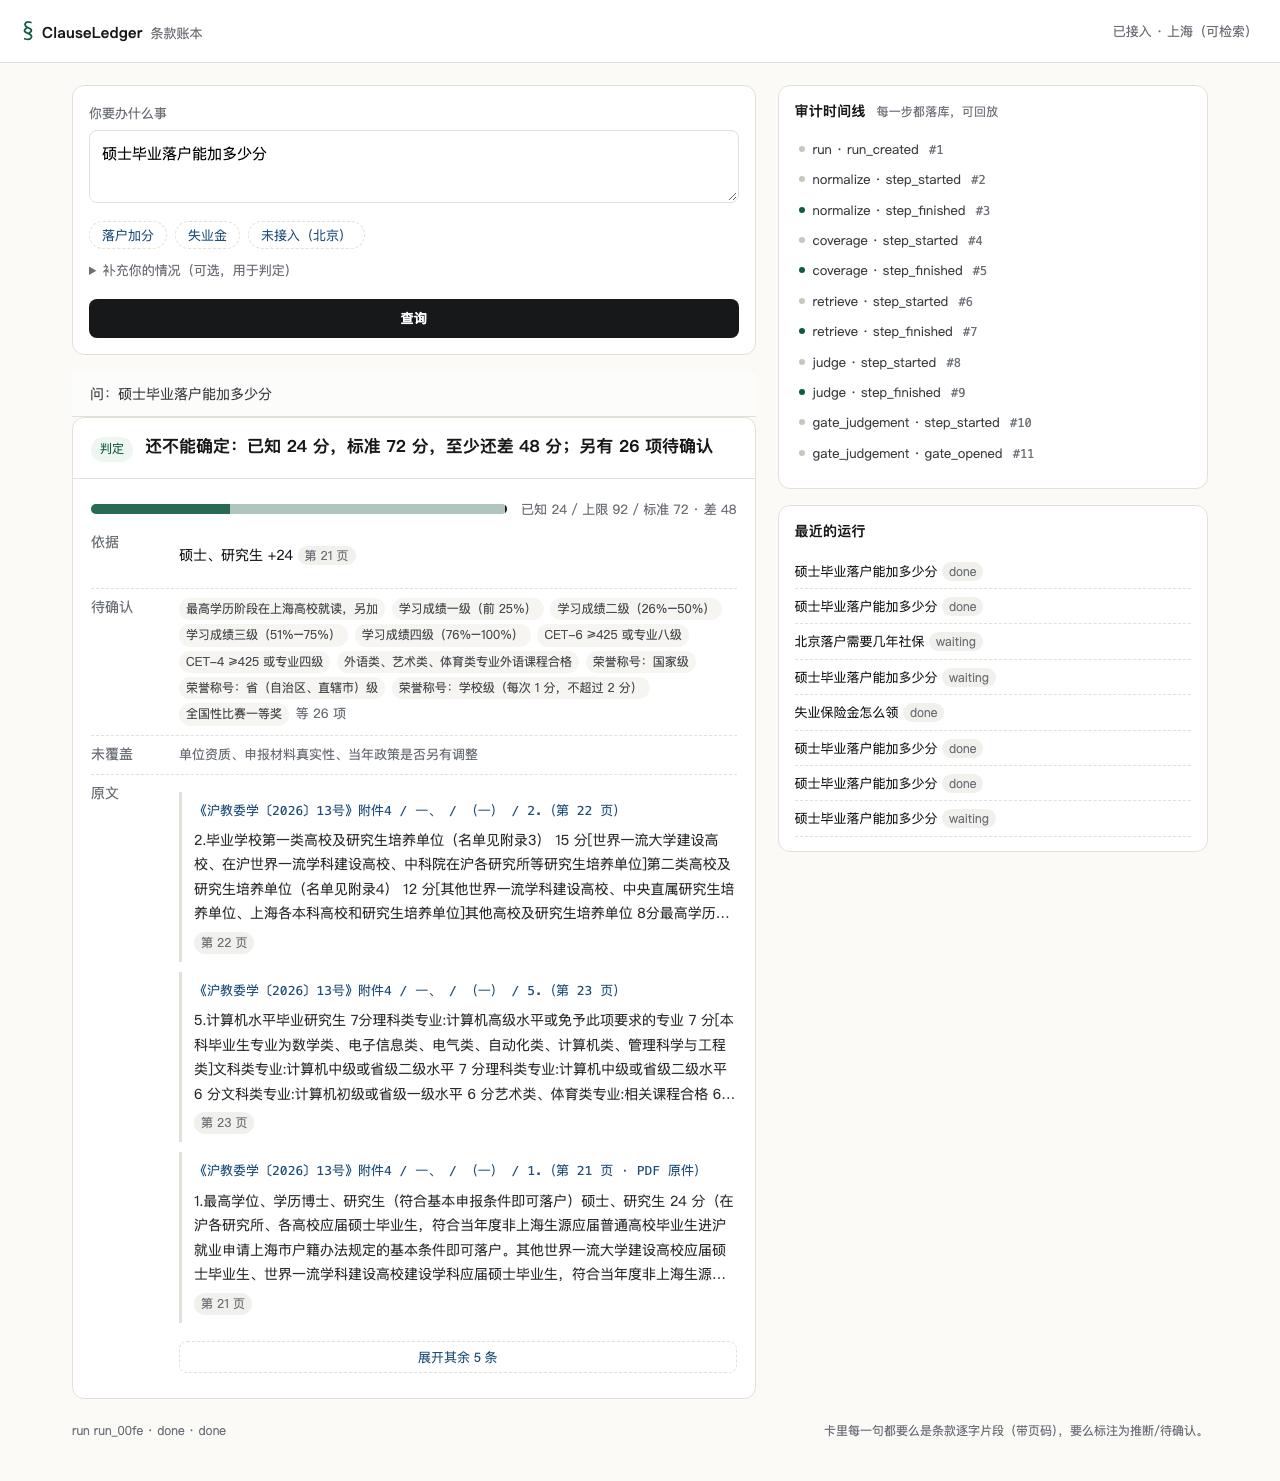 § ClauseLedger 条款账本
已接入 · 上海（可检索）
你要办什么事
硕士毕业落户能加多少分
落户加分 失业金 未接入（北京）
▶ 补充你的情况（可选，用于判定）
查询
问：硕士毕业落户能加多少分
判定 还不能确定：已知 24 分，标准 72 分，至少还差 48 分；另有 26 项待确认
已知 24 / 上限 92 / 标准 72 · 差 48
依据
硕士、研究生 +24 第 21 页
待确认
最高学历阶段在上海高校就读，另加 学习成绩一级（前 25%） 学习成绩二级（26%—50%）
学习成绩三级（51%—75%） 学习成绩四级（76%—100%） CET-6 ≥425 或专业八级
CET-4 ≥425 或专业四级 外语类、艺术类、体育类专业外语课程合格 荣誉称号：国家级
荣誉称号：省（自治区、直辖市）级 荣誉称号：学校级（每次 1 分，不超过 2 分）
全国性比赛一等奖 等 26 项
未覆盖 单位资质、申报材料真实性、当年政策是否另有调整
原文
《沪教委学〔2026〕13号》附件4 / 一、 / （一） / 2.（第 22 页）
2.毕业学校第一类高校及研究生培养单位（名单见附录3） 15 分[世界一流大学建设高
校、在沪世界一流学科建设高校、中科院在沪各研究所等研究生培养单位]第二类高校及
研究生培养单位（名单见附录4） 12 分[其他世界一流学科建设高校、中央直属研究生培
养单位、上海各本科高校和研究生培养单位]其他高校及研究生培养单位 8分最高学历…
第 22 页
《沪教委学〔2026〕13号》附件4 / 一、 / （一） / 5.（第 23 页）
5.计算机水平毕业研究生 7分理科类专业:计算机高级水平或免予此项要求的专业 7 分[本
科毕业生专业为数学类、电子信息类、电气类、自动化类、计算机类、管理科学与工程
类]文科类专业:计算机中级或省级二级水平 7 分理科类专业:计算机中级或省级二级水平
6 分文科类专业:计算机初级或省级一级水平 6 分艺术类、体育类专业:相关课程合格 6…
第 23 页
《沪教委学〔2026〕13号》附件4 / 一、 / （一） / 1.（第 21 页 · PDF 原件）
1.最高学位、学历博士、研究生（符合基本申报条件即可落户）硕士、研究生 24 分（在
沪各研究所、各高校应届硕士毕业生，符合当年度非上海生源应届普通高校毕业生进沪
就业申请上海市户籍办法规定的基本条件即可落户。其他世界一流大学建设高校应届硕
士毕业生、世界一流学科建设高校建设学科应届硕士毕业生，符合当年度非上海生源…
第 21 页
展开其余 5 条
审计时间线 每一步都落库，可回放
run · run_created #1
normalize · step_started #2
normalize · step_finished #3
coverage · step_started #4
coverage · step_finished #5
retrieve · step_started #6
retrieve · step_finished #7
judge · step_started #8
judge · step_finished #9
gate_judgement · step_started #10
gate_judgement · gate_opened #11
最近的运行
硕士毕业落户能加多少分 done
硕士毕业落户能加多少分 done
北京落户需要几年社保 waiting
硕士毕业落户能加多少分 waiting
失业保险金怎么领 done
硕士毕业落户能加多少分 done
硕士毕业落户能加多少分 done
硕士毕业落户能加多少分 waiting
run run_00fe · done · done
卡里每一句都要么是条款逐字片段（带页码），要么标注为推断/待确认。